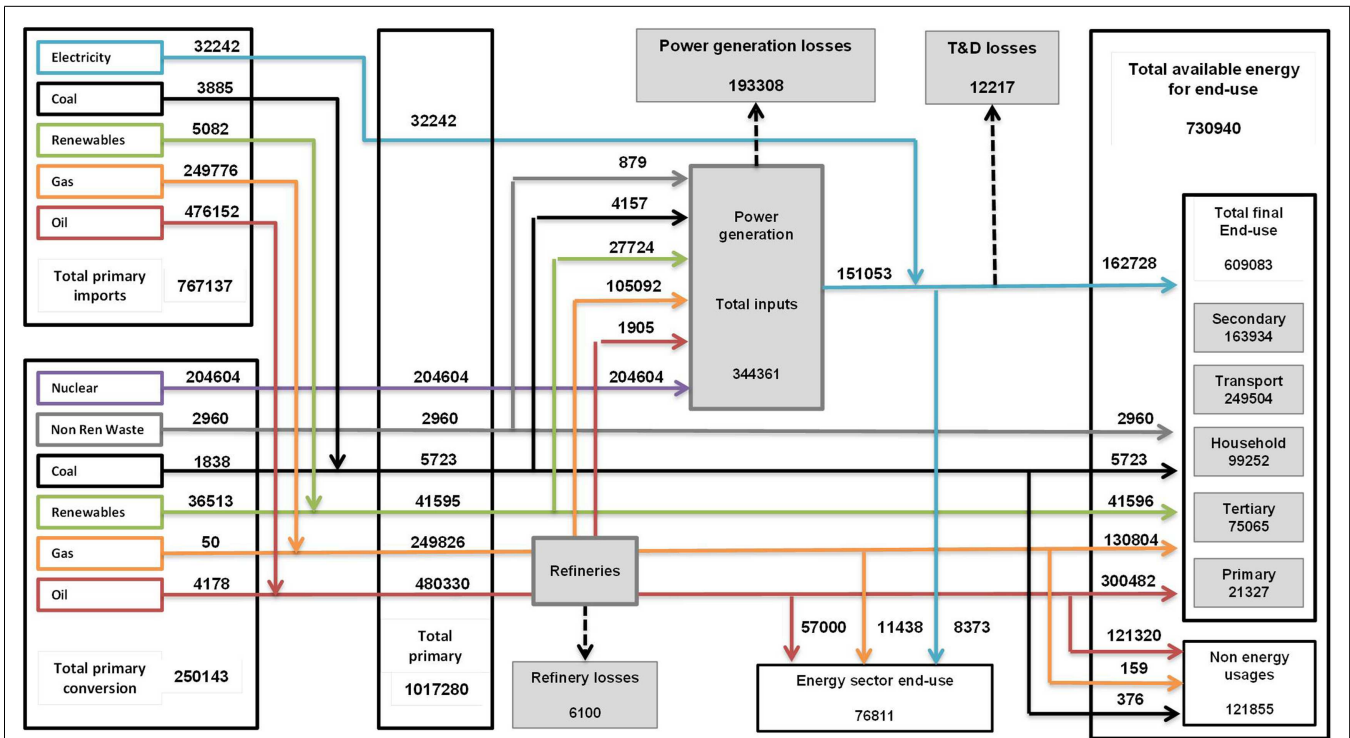 Electricity
32242
Coal
3885
Renewables
5082
Gas
249776
Oil
476152
Total primary
imports
767137
Nuclear
204604
Non Ren Waste
2960
Coal
1838
Renewables
36513
Gas
50
Oil
4178
Total primary
conversion
250143
32242
204604
2960
5723
41595
249826
480330
Total
primary
1017280
Power generation losses
193308
879
4157
27724
105092
1905
204604
Power
generation
Total inputs
344361
151053
Refineries
Refinery losses
6100
T&D losses
12217
57000
11438
8373
Energy sector end-use
76811
Total available energy
for end-use
730940
162728
2960
5723
41596
130804
300482
121320
159
376
Total final
End-use
609083
Secondary
163934
Transport
249504
Household
99252
Tertiary
75065
Primary
21327
Non energy
usages
121855